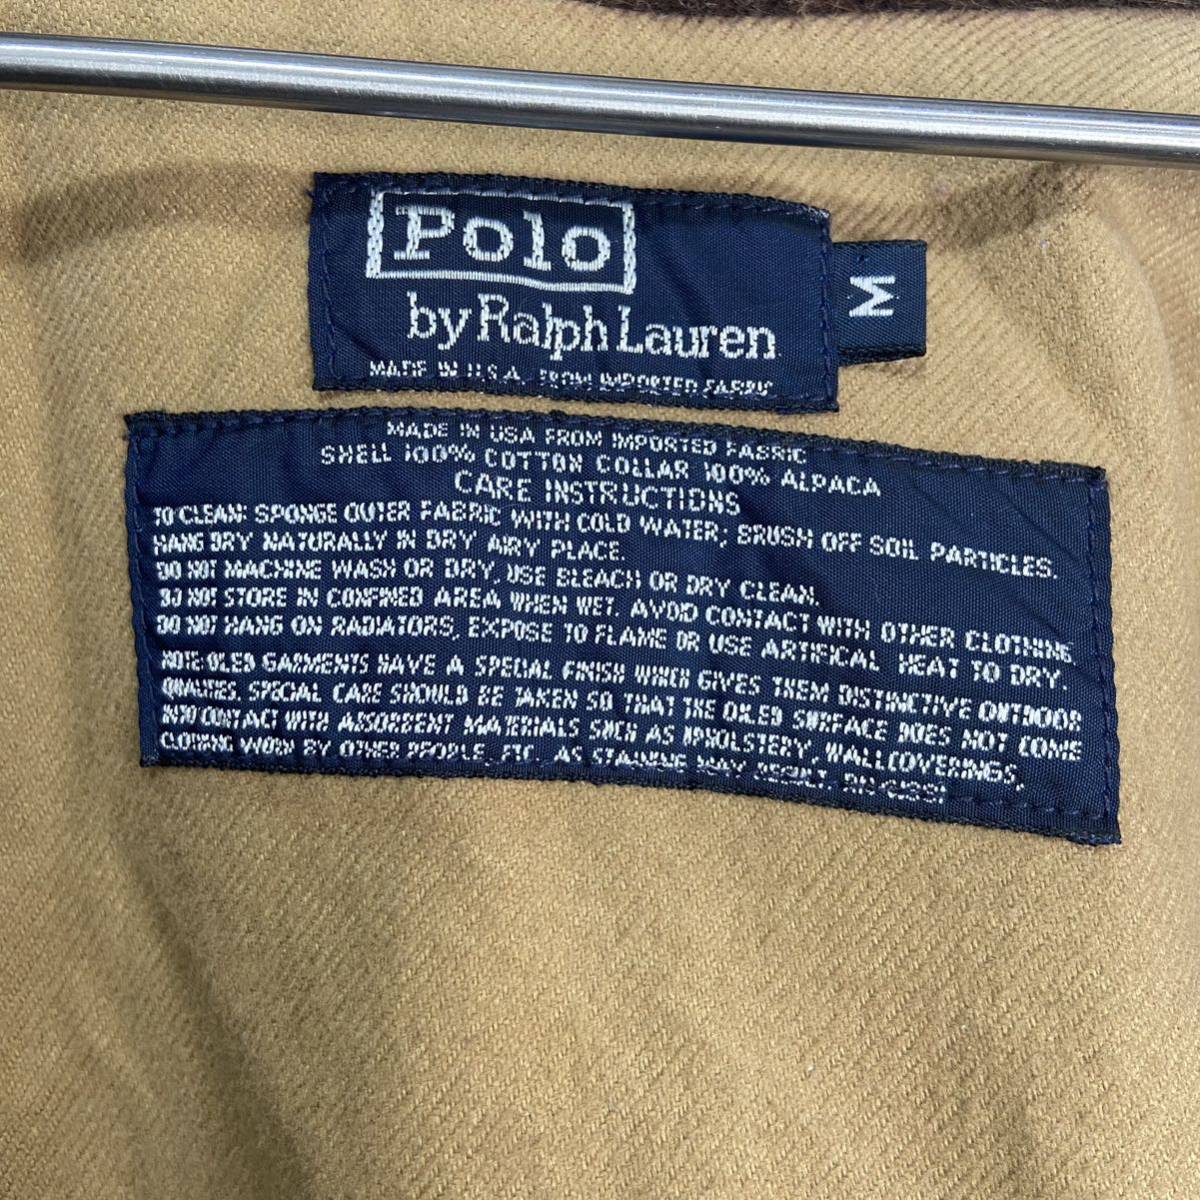 Polo
by Ralph Lauren
MADE IN U.S.A. FROM IMPORTED FABRIC
M
MADE IN USA FROM IMPORTED FABRIC
SHELL 100% COTTON COLLAR 100% ALPACA
CARE INSTRUCTIONS
TO CLEAN: SPONGE OUTER FABRIC WITH COLD WATER; BRUSH OFF SOIL PARTICLES.
HANG DRY NATURALLY IN DRY AIRY PLACE.
DO NOT MACHINE WASH OR DRY, USE BLEACH OR DRY CLEAN.
DO NOT STORE IN CONFINED AREA WHEN WET. AVOID CONTACT WITH OTHER CLOTHING.
DO NOT HANG ON RADIATORS, EXPOSE TO FLAME OR USE ARTIFICAL HEAT TO DRY.
NOTE: OILED GARMENTS HAVE A SPECIAL FINISH WHICH GIVES THEM DISTINCTIVE OUTDOOR
QUALITIES. SPECIAL CARE SHOULD BE TAKEN SO THAT THE OILED SURFACE DOES NOT COME
INTO CONTACT WITH ABSORBENT MATERIALS SUCH AS UPHOLSTERY, WALLCOVERINGS,
CLOTHING WORN BY OTHER PEOPLE, ETC. AS STAINING MAY RESULT.